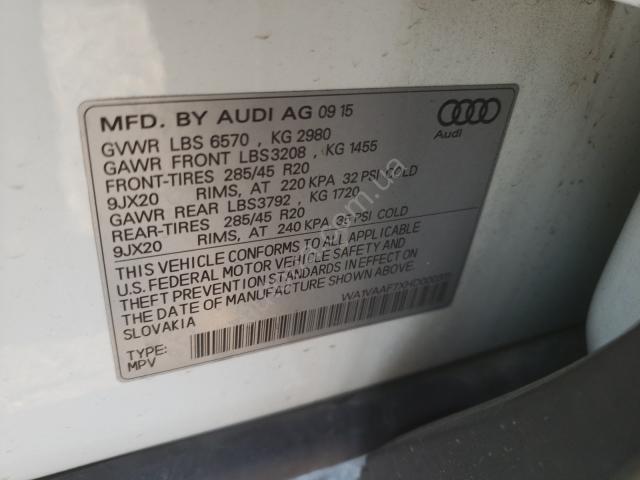 MFD. BY AUDI AG 09 15
GVWR LBS 6570 , KG 2980
GAWR FRONT LBS3208 , KG 1455
FRONT-TIRES 285/45 R20
9JX20 RIMS, AT 220 KPA 32 PSI COLD
GAWR REAR LBS3792 , KG 1720
REAR-TIRES 285/45 R20
9JX20 RIMS, AT 240 KPA 35 PSI COLD
THIS VEHICLE CONFORMS TO ALL APPLICABLE
U.S. FEDERAL MOTOR VEHICLE SAFETY AND
THEFT PREVENTION STANDARDS IN EFFECT ON
THE DATE OF MANUFACTURE SHOWN ABOVE.
SLOVAKIA
TYPE:
MPV
Audi